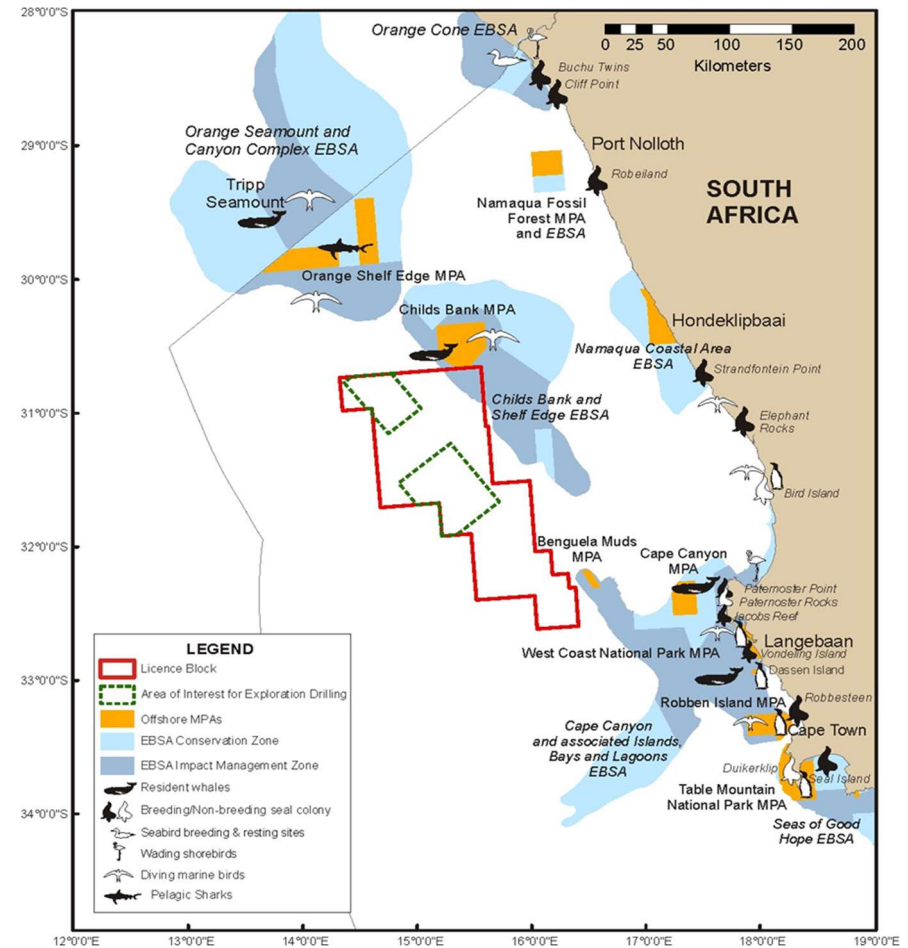 28°0'0"S
29°0'0"S
30°0'0"S
31°0'0"S
32°0'0"S
33°0'0"S
34°0'0"S
Orange Cone EBSA
0 25 50 100 150 200
Kilometers
Buchu Twins
Cliff Point
Orange Seamount and
Canyon Complex EBSA
Port Nolloth
Robeiland
Tripp
Seamount
SOUTH
AFRICA
Namaqua Fossil
Forest MPA
and EBSA
Orange Shelf Edge MPA
Childs Bank MPA
Hondeklipbaai
Namaqua Coastal Area
EBSA
Strandfontein Point
Childs Bank and
Shelf Edge EBSA
Elephant
Rocks
Bird Island
Benguela Muds
MPA
Cape Canyon
MPA
Paternoster Point
Paternoster Rocks
Jacobs Reef
Langebaan
West Coast National Park MPA
Vondeling Island
Dassen Island
Robben Island MPA
Robbesteen
Cape Town
Cape Canyon
and associated Islands,
Bays and Lagoons
EBSA
Duikerklip
Seal Island
Table Mountain
National Park MPA
Seas of Good
Hope EBSA
LEGEND
Licence Block
Area of Interest for Exploration Drilling
Offshore MPAs
EBSA Conservation Zone
EBSA Impact Management Zone
Resident whales
Breeding/Non-breeding seal colony
Seabird breeding & resting sites
Wading shorebirds
Diving marine birds
Pelagic Sharks
12°0'0"E 13°0'0"E 14°0'0"E 15°0'0"E 16°0'0"E 17°0'0"E 18°0'0"E 19°0'0"E